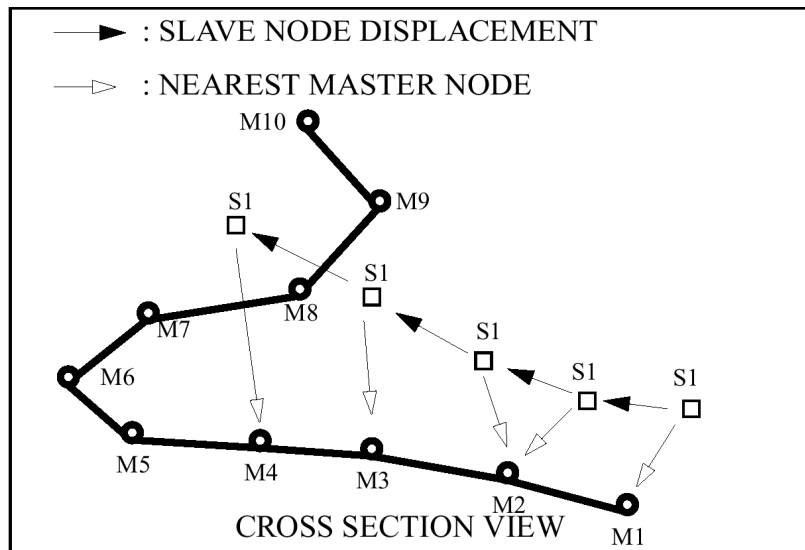 : SLAVE NODE DISPLACEMENT
: NEAREST MASTER NODE
M10
S1
M9
S1
M8
M7
S1
M6
S1
S1
M5
M4
M3
M2
M1
CROSS SECTION VIEW